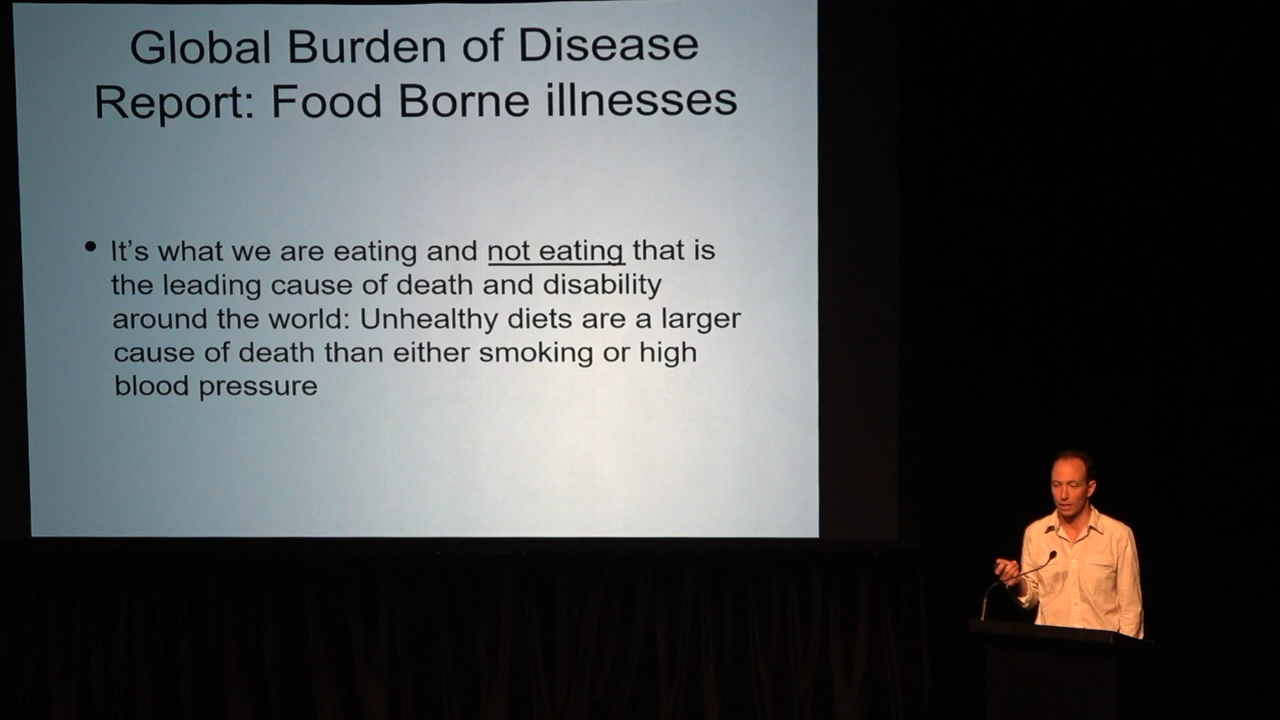 Global Burden of Disease
Report: Food Borne illnesses
• It's what we are eating and not eating that is
the leading cause of death and disability
around the world: Unhealthy diets are a larger
cause of death than either smoking or high
blood pressure